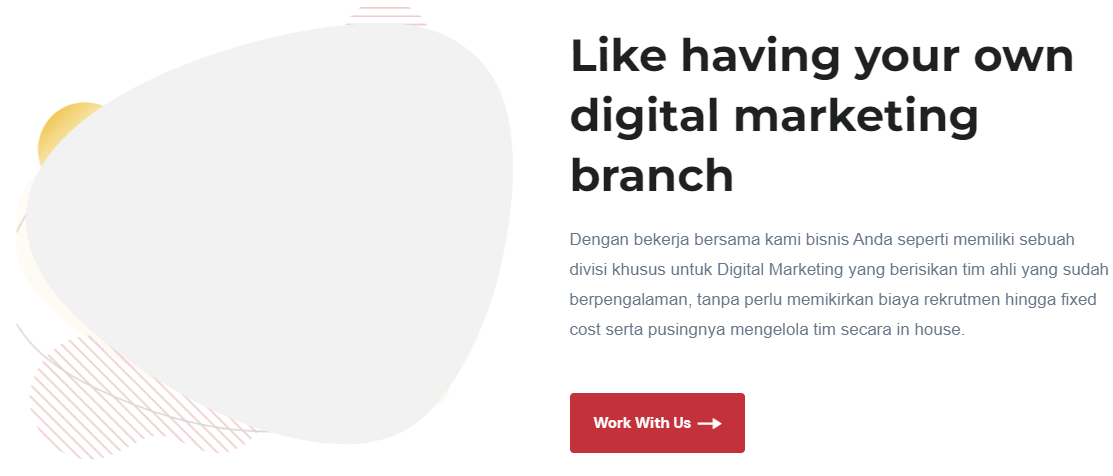 Like having your own
digital marketing
branch
Dengan bekerja bersama kami bisnis Anda seperti memiliki sebuah
divisi khusus untuk Digital Marketing yang berisikan tim ahli yang sudah
berpengalaman, tanpa perlu memikirkan biaya rekrutmen hingga fixed
cost serta pusingnya mengelola tim secara in house.
Work With Us